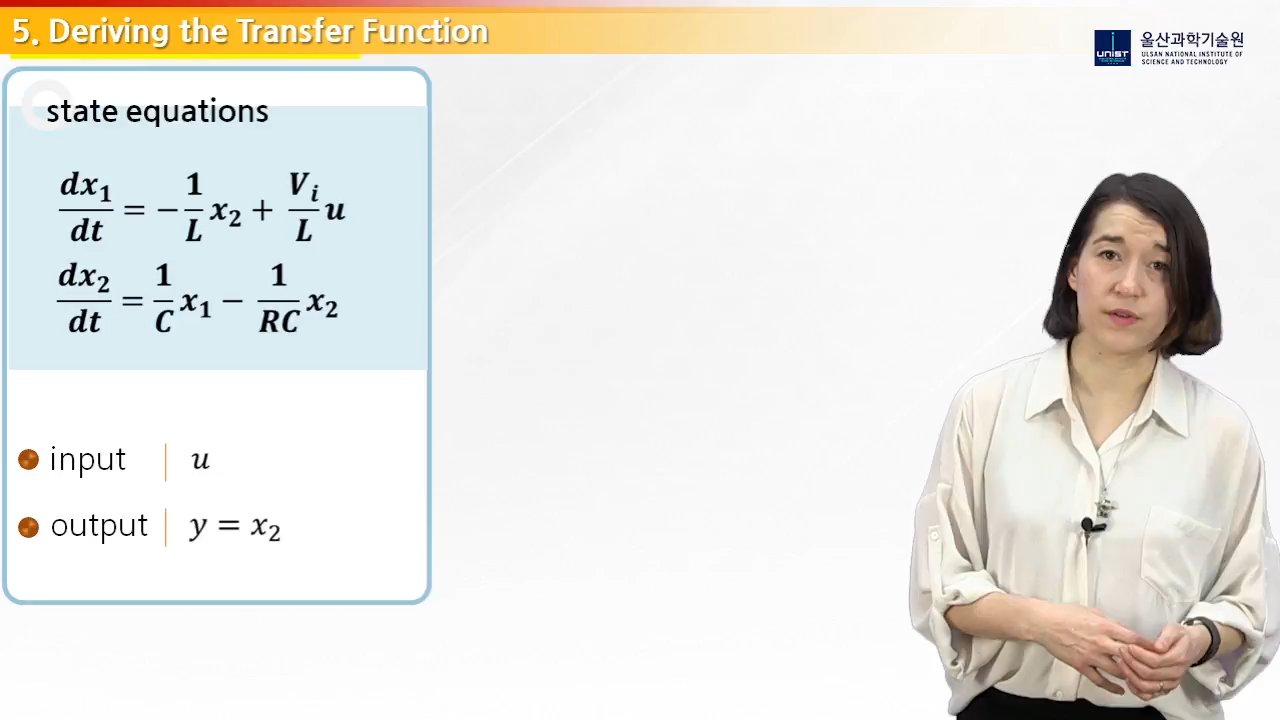 5. Deriving the Transfer Function
UNIST
울산과학기술원
ULSAN NATIONAL INSTITUTE OF
SCIENCE AND TECHNOLOGY
state equations
dx₁/dt = −1/L x₂ + Vᵢ/L u
dx₂/dt = 1/C x₁ − 1/RC x₂
input | u
output | y = x₂